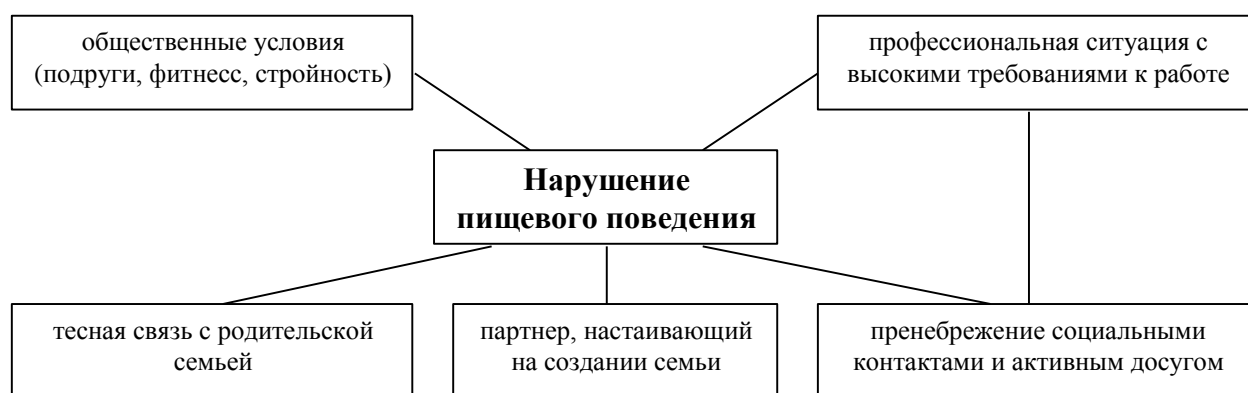 общественные условия
(подруги, фитнесс, стройность)
профессиональная ситуация с
высокими требованиями к работе
Нарушение
пищевого поведения
тесная связь с родительской
семьей
партнер, настаивающий
на создании семьи
пренебрежение социальными
контактами и активным досугом